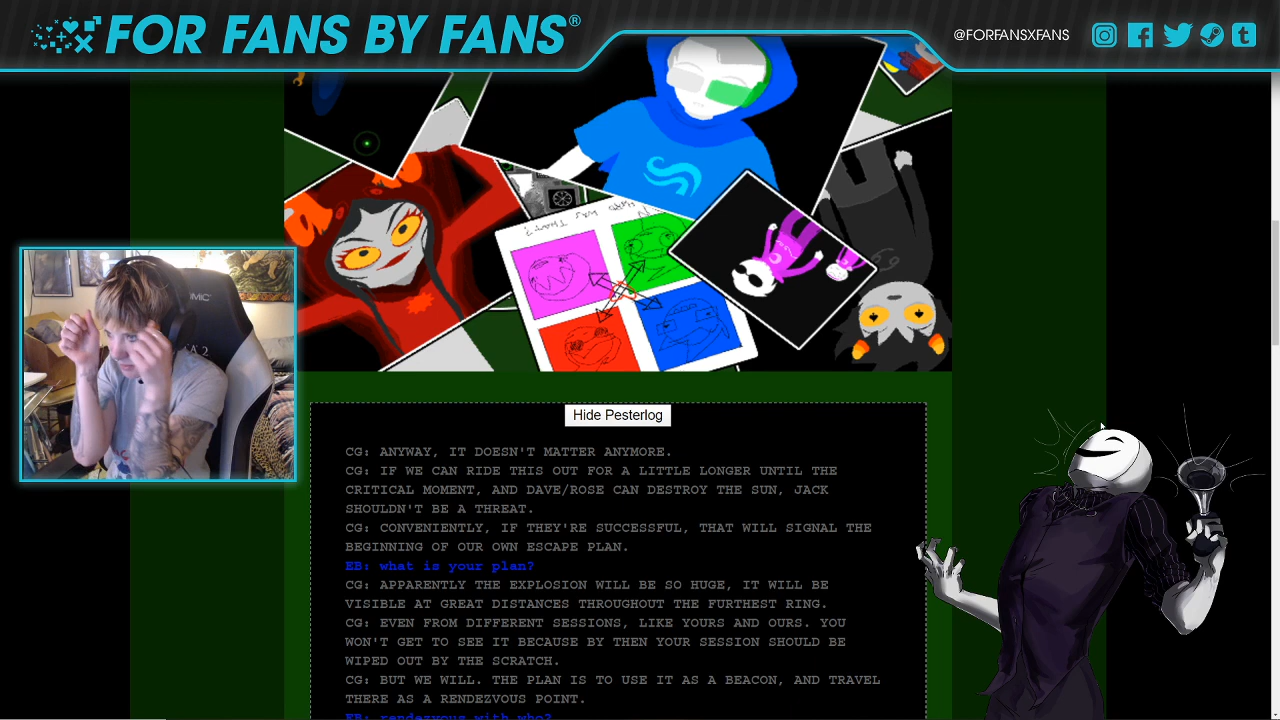 FOR FANS BY FANS®
@FORFANSXFANS
HARD WAS THAT?
Hide Pesterlog
CG: ANYWAY, IT DOESN'T MATTER ANYMORE.
CG: IF WE CAN RIDE THIS OUT FOR A LITTLE LONGER UNTIL THE
CRITICAL MOMENT, AND DAVE/ROSE CAN DESTROY THE SUN, JACK
SHOULDN'T BE A THREAT.
CG: CONVENIENTLY, IF THEY'RE SUCCESSFUL, THAT WILL SIGNAL THE
BEGINNING OF OUR OWN ESCAPE PLAN.
EB: what is your plan?
CG: APPARENTLY THE EXPLOSION WILL BE SO HUGE, IT WILL BE
VISIBLE AT GREAT DISTANCES THROUGHOUT THE FURTHEST RING.
CG: EVEN FROM DIFFERENT SESSIONS, LIKE YOURS AND OURS. YOU
WON'T GET TO SEE IT BECAUSE BY THEN YOUR SESSION SHOULD BE
WIPED OUT BY THE SCRATCH.
CG: BUT WE WILL. THE PLAN IS TO USE IT AS A BEACON, AND TRAVEL
THERE AS A RENDEZVOUS POINT.
EB: rendezvous with who?